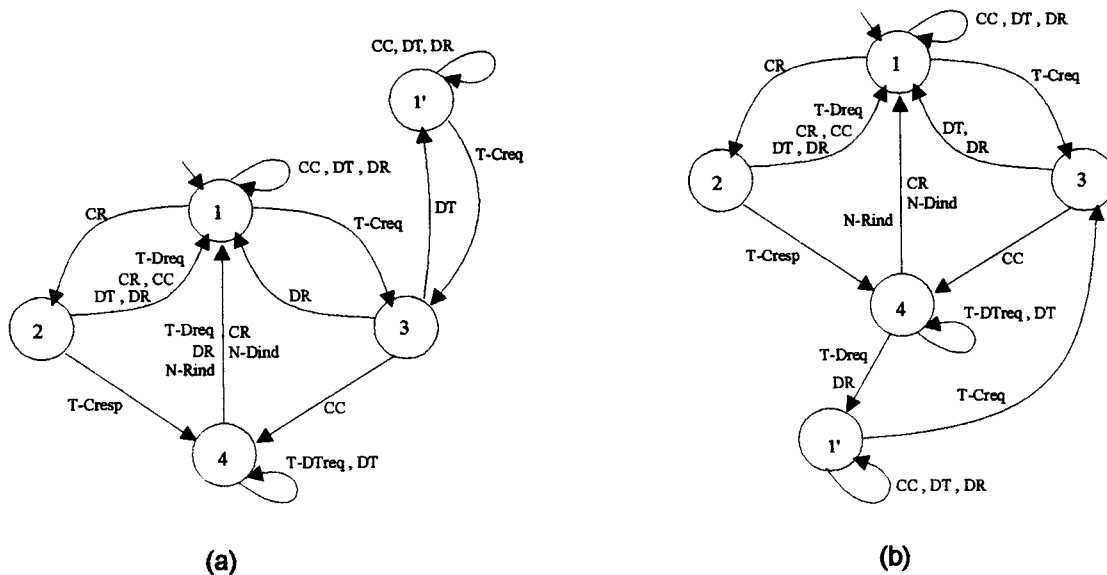 CC , DT, DR
1'
T-Creq
DT
CC , DT , DR
1
CR
T-Creq
T-Dreq
CR , CC
DT , DR
DR
2
3
T-Dreq
DR
N-Rind
CR
N-Dind
T-Cresp
CC
4
T-DTreq , DT
(a)
CC , DT , DR
1
CR
T-Creq
T-Dreq
CR , CC
DT , DR
DT,
DR
2
3
CR
N-Dind
N-Rind
T-Cresp
CC
4
T-DTreq , DT
T-Dreq
DR
T-Creq
1'
CC , DT , DR
(b)